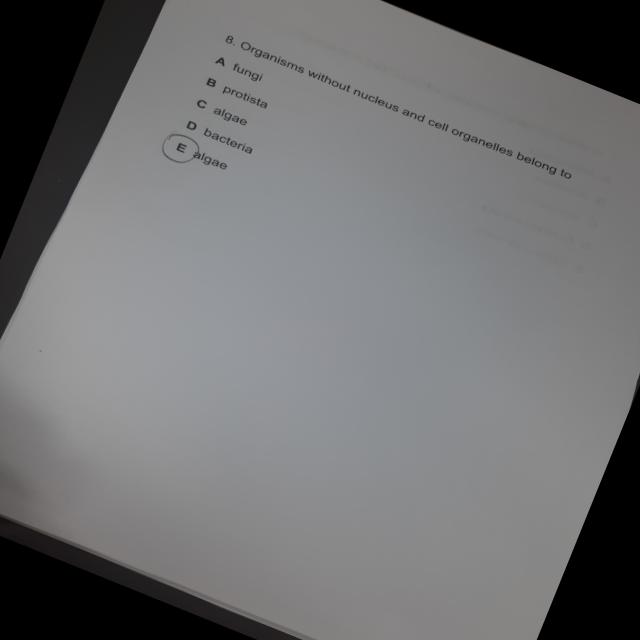 8. Organisms without nucleus and cell organelles belong to
A fungi
B protista
C algae
D bacteria
E algae